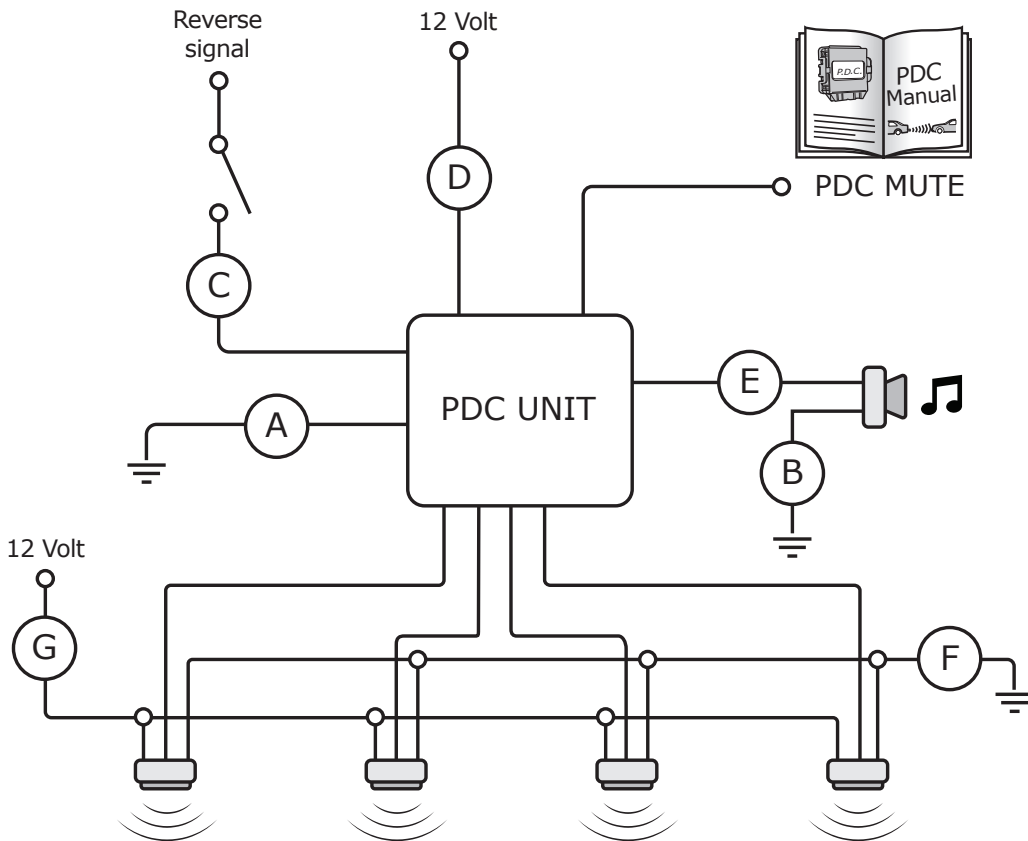 Reverse
signal
12 Volt
P.D.C.
PDC
Manual
D
PDC MUTE
C
PDC UNIT
E
A
B
12 Volt
G
F